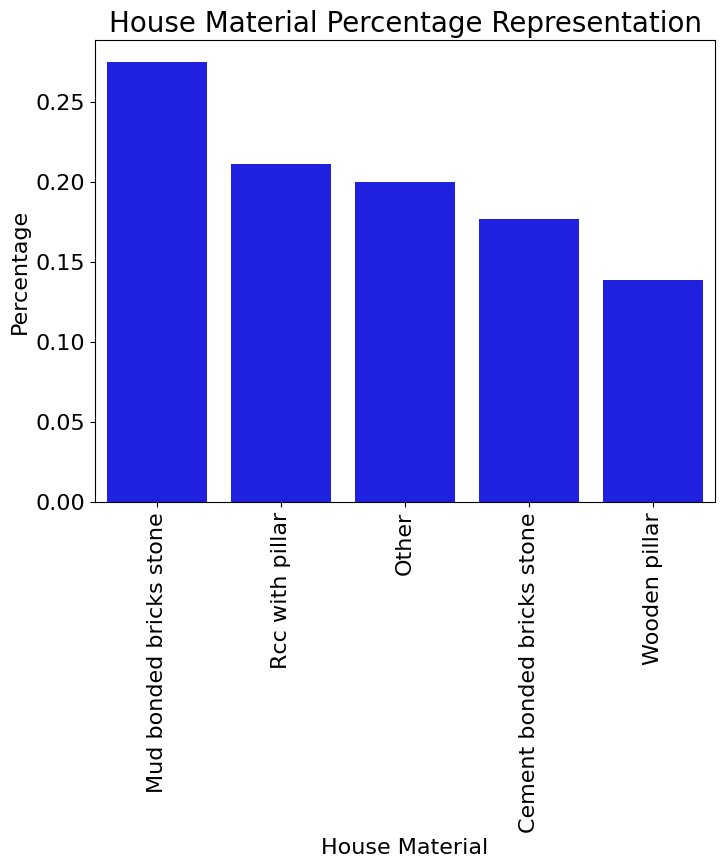 House Material Percentage Representation
Percentage
0.25
0.20
0.15
0.10
0.05
0.00
Mud bonded bricks stone
Rcc with pillar
Other
Cement bonded bricks stone
Wooden pillar
House Material